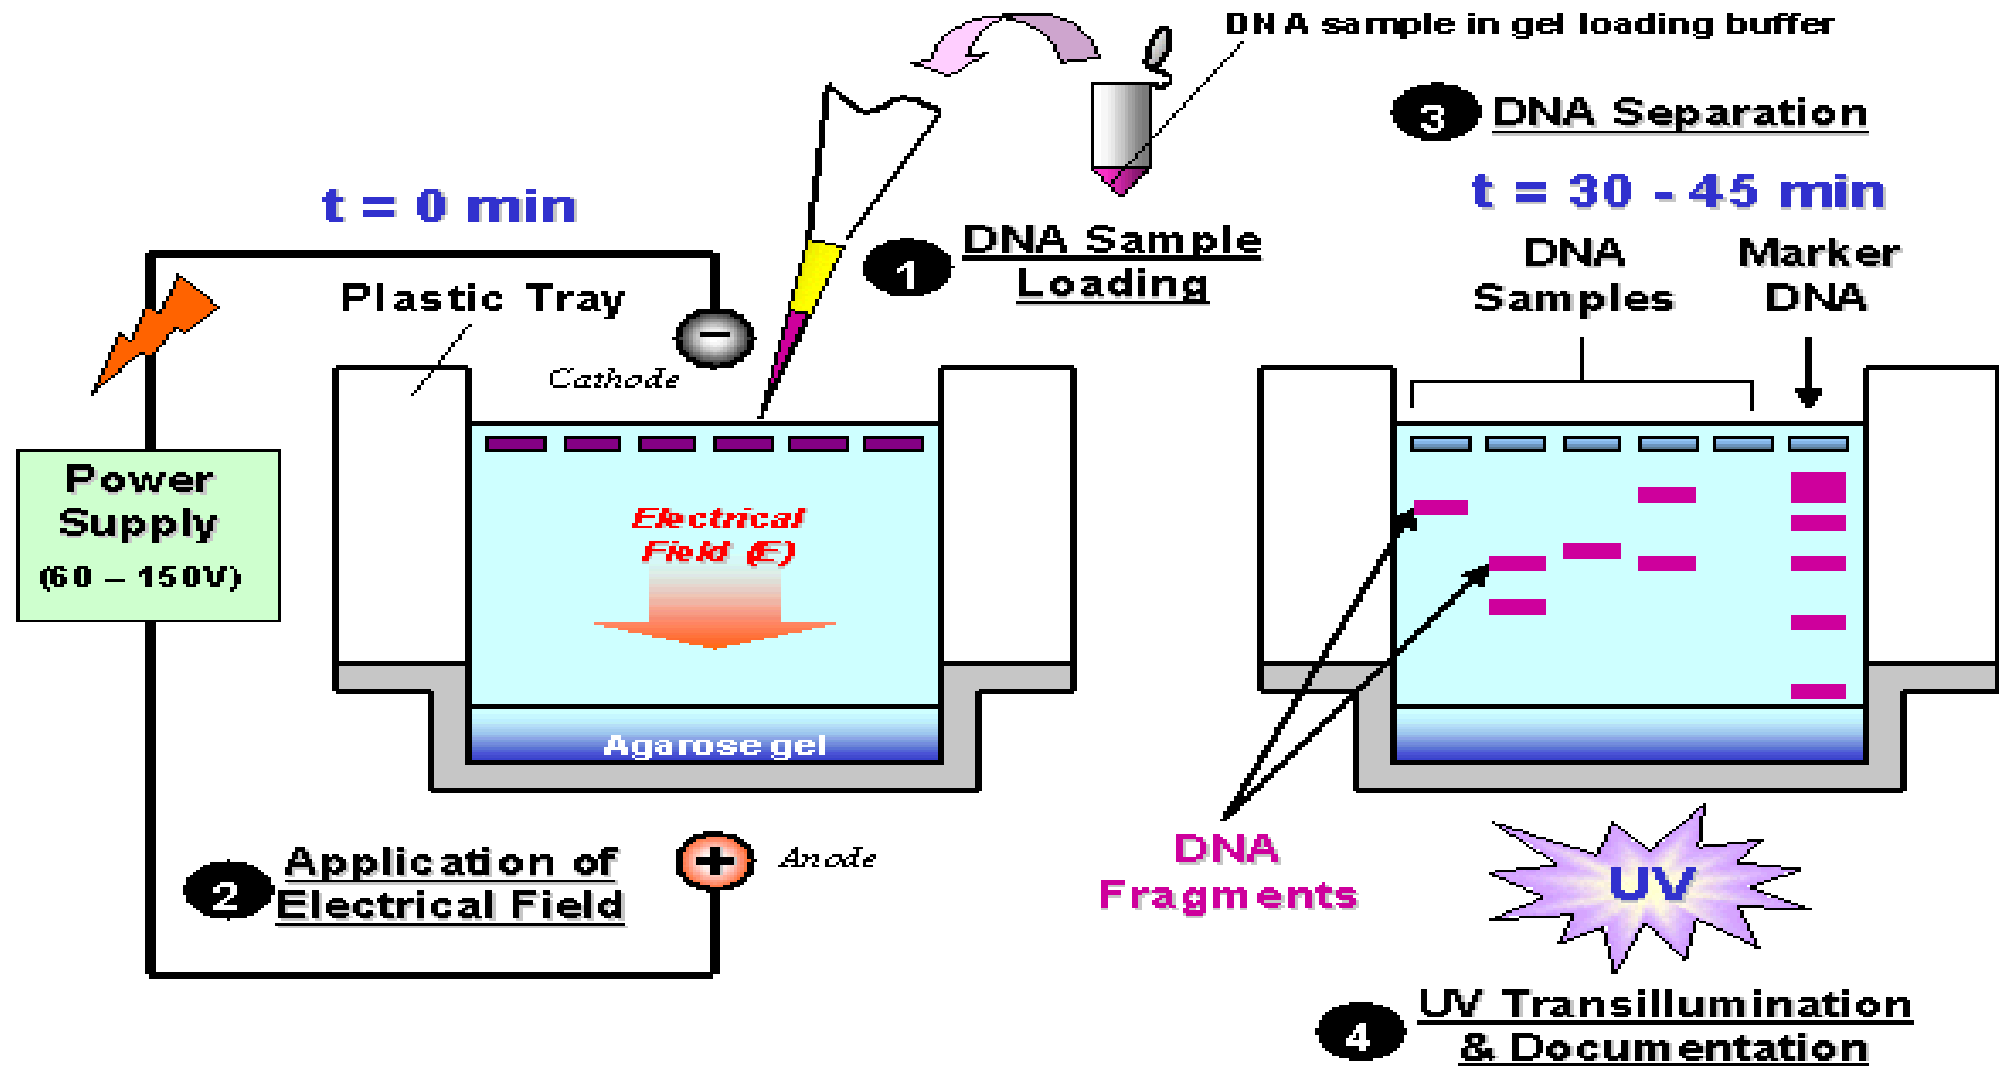 DNA sample in gel loading buffer
3 DNA Separation
t = 0 min
t = 30 - 45 min
1 DNA Sample
Loading
DNA
Samples
Marker
DNA
Plastic Tray
−
Cathode
Power
Supply
(60 – 150V)
Electrical
Field (E)
Agarose gel
+
Anode
2 Application of
Electrical Field
DNA
Fragments
UV
4 UV Transillumination
& Documentation